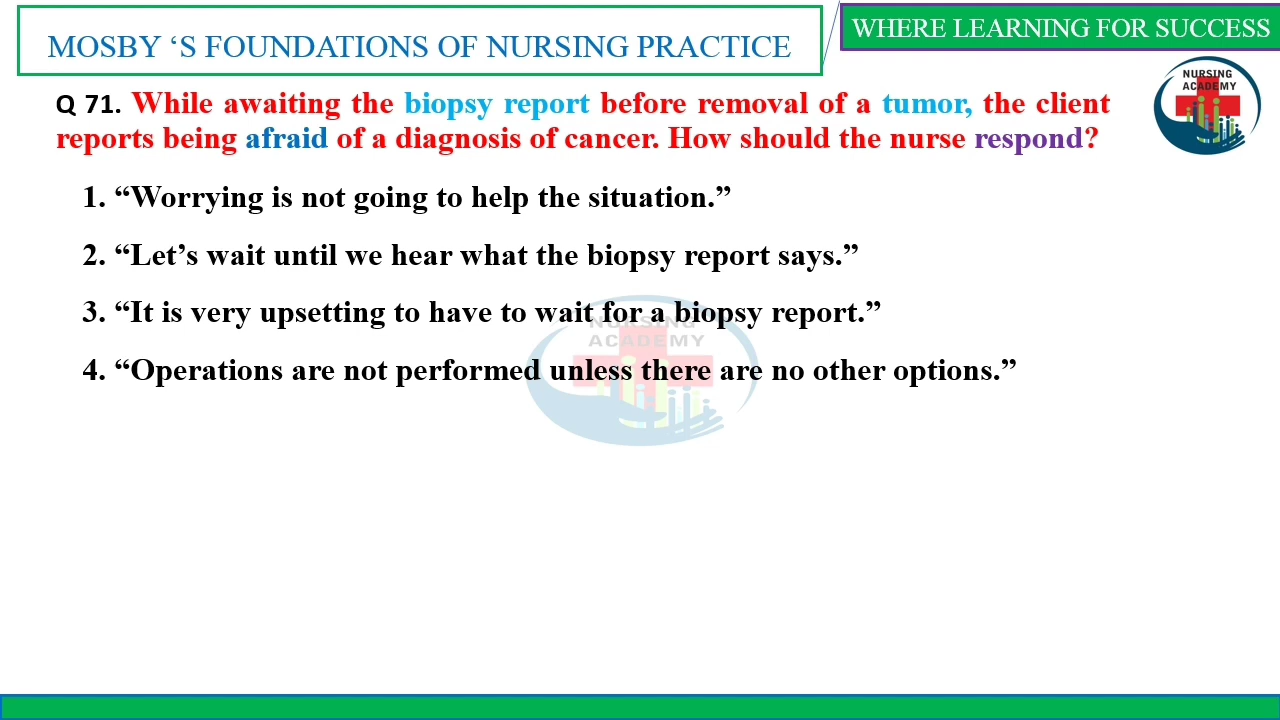 MOSBY ‘S FOUNDATIONS OF NURSING PRACTICE
WHERE LEARNING FOR SUCCESS
NURSING
ACADEMY
Q 71. While awaiting the biopsy report before removal of a tumor, the client
reports being afraid of a diagnosis of cancer. How should the nurse respond?
1. “Worrying is not going to help the situation.”
2. “Let’s wait until we hear what the biopsy report says.”
3. “It is very upsetting to have to wait for a biopsy report.”
NURSING
ACADEMY
4. “Operations are not performed unless there are no other options.”